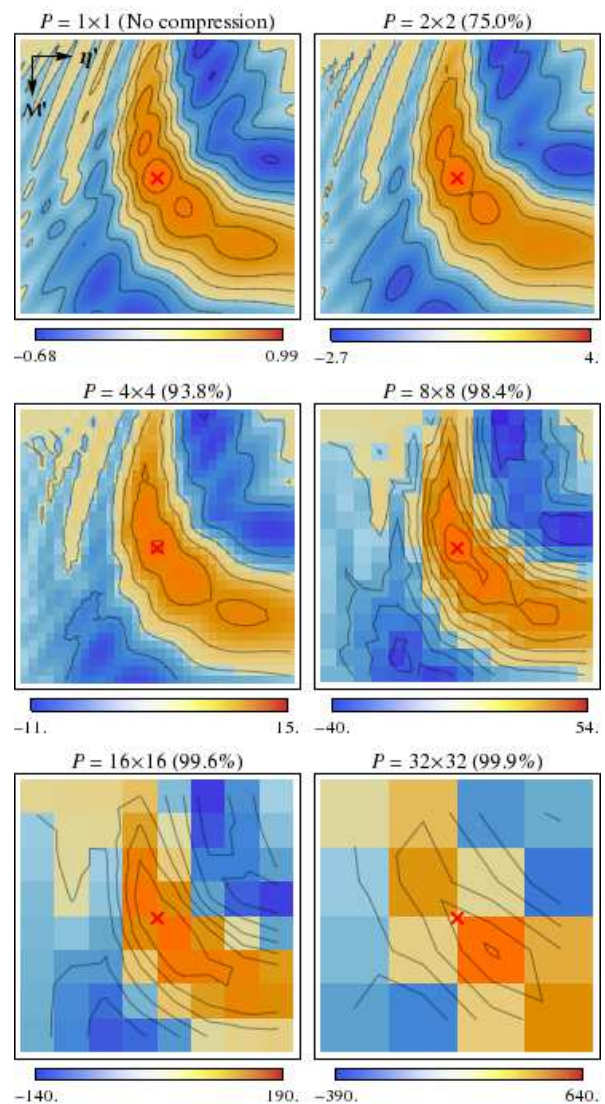 P = 1×1 (No compression)
P = 2×2 (75.0%)
η'
M'
−0.68 0.99
−2.7 4.
P = 4×4 (93.8%)
P = 8×8 (98.4%)
−11. 15.
−40. 54.
P = 16×16 (99.6%)
P = 32×32 (99.9%)
−140. 190.
−390. 640.